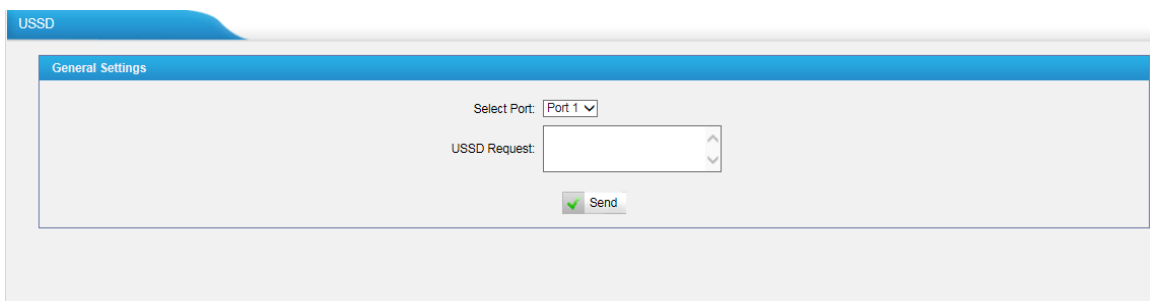 USSD
General Settings
Select Port: Port 1
USSD Request:
Send